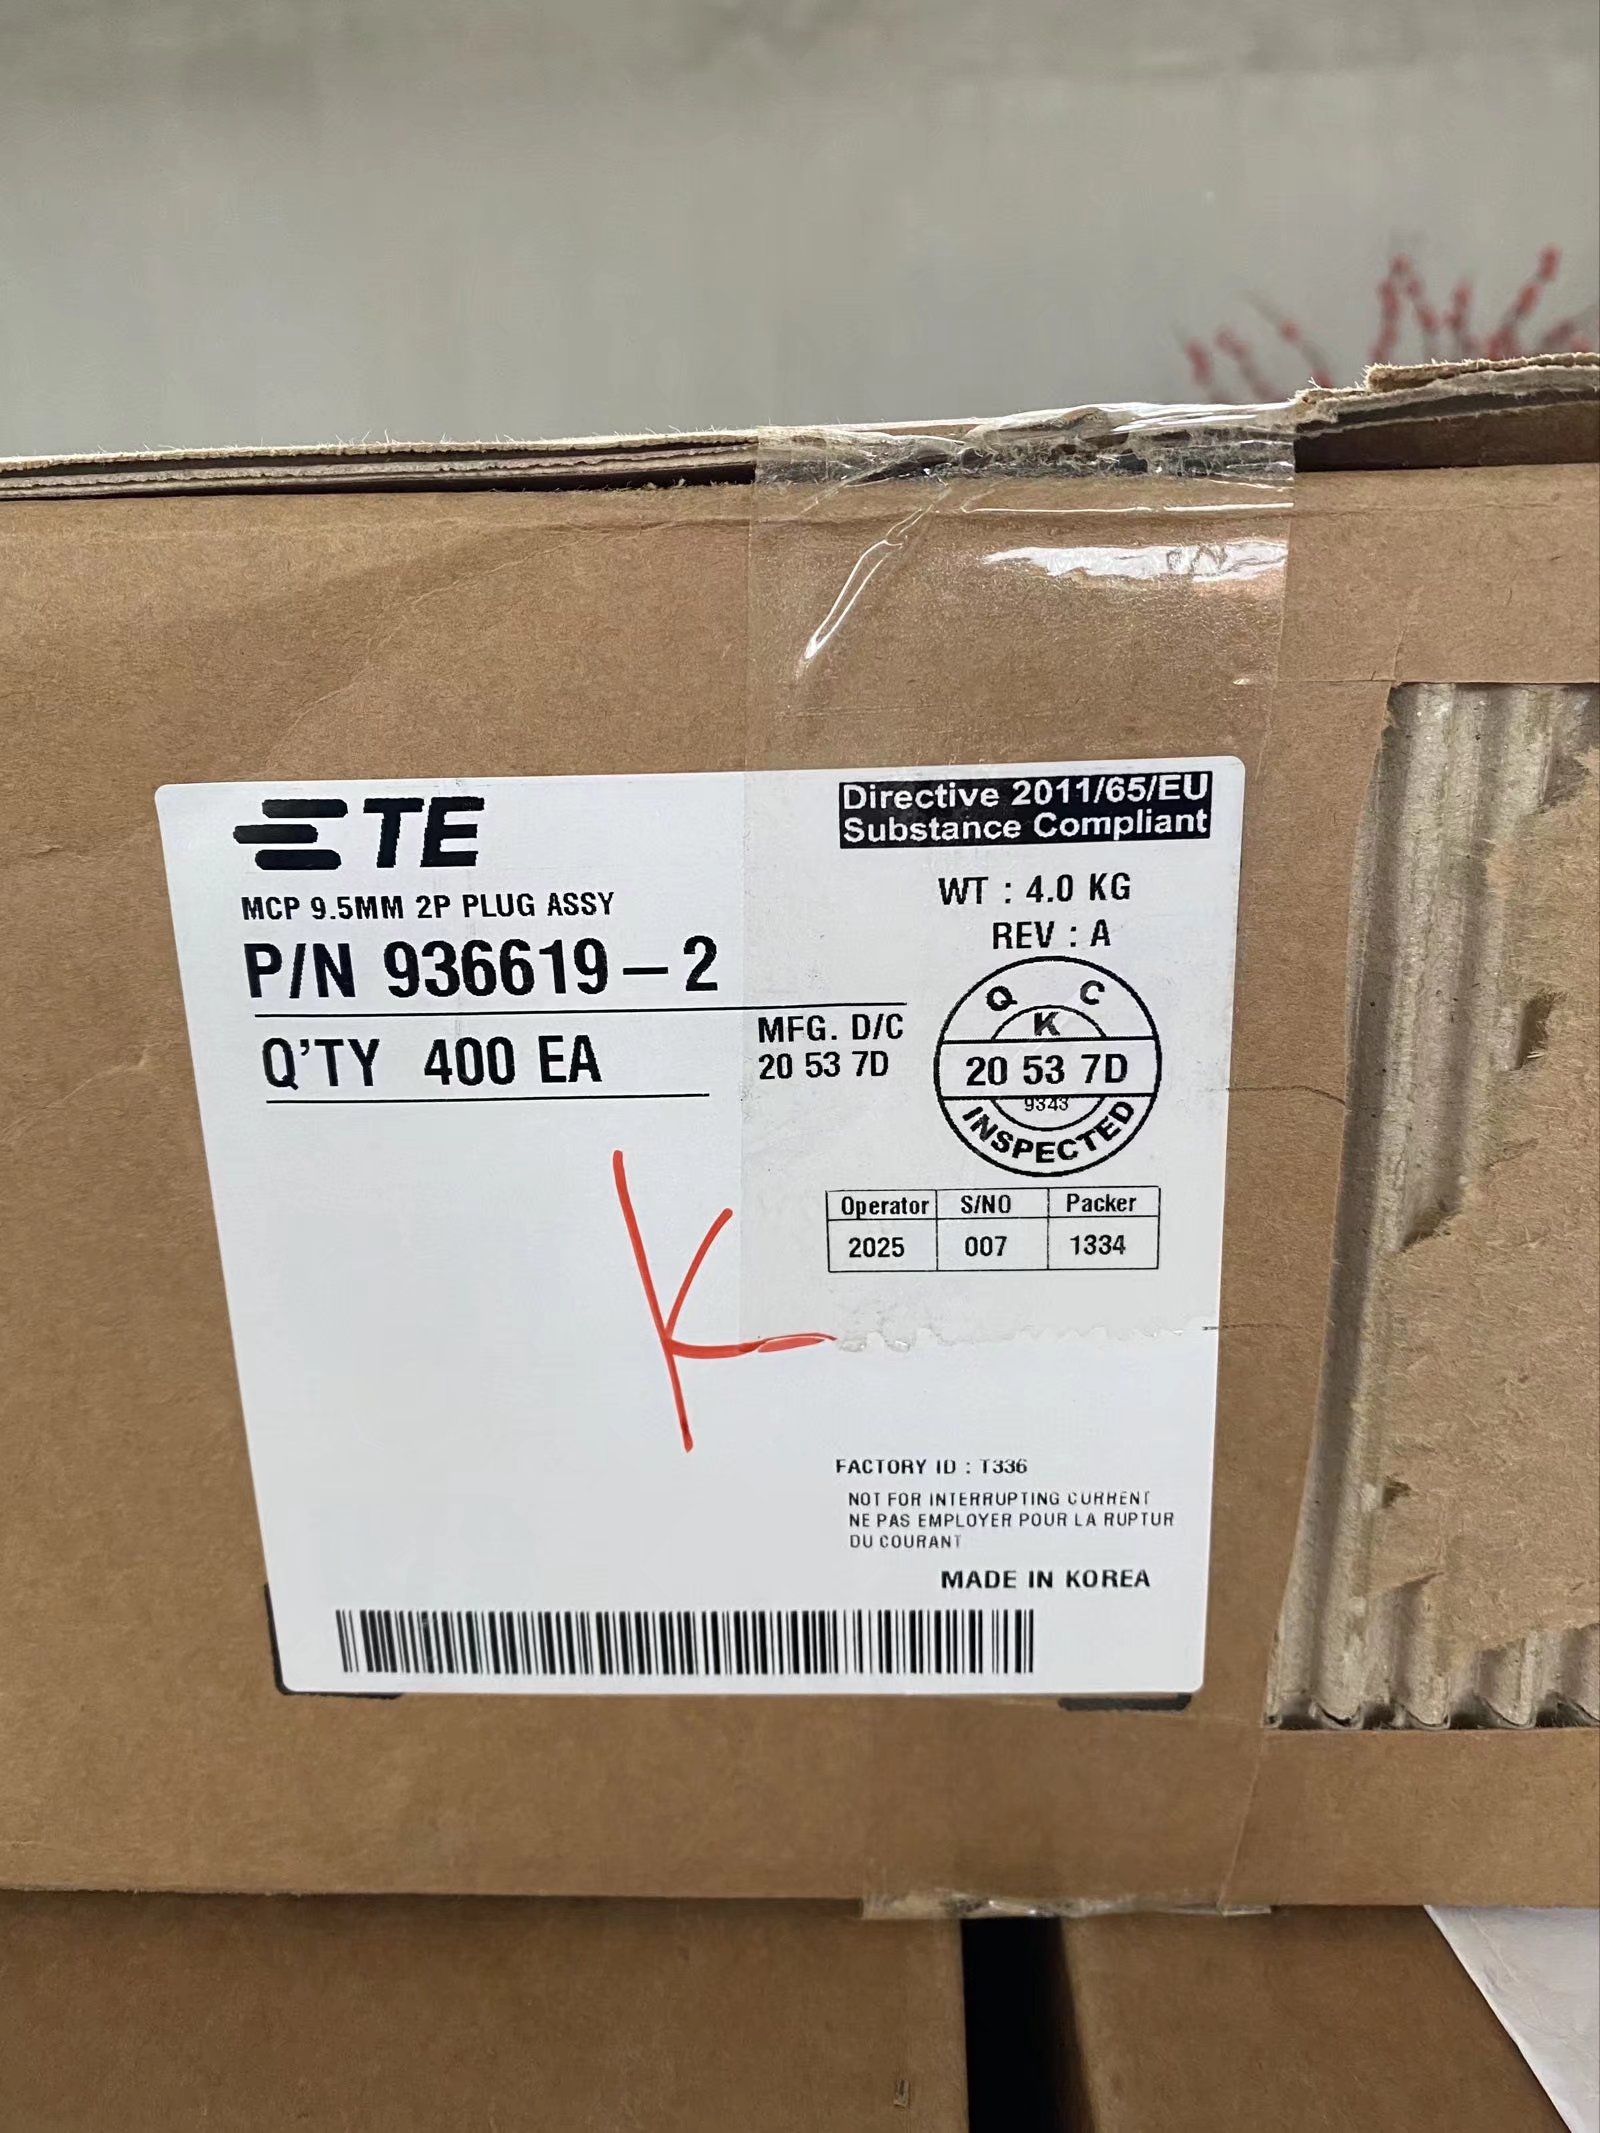 TE
Directive 2011/65/EU
Substance Compliant
MCP 9.5MM 2P PLUG ASSY
WT : 4.0 KG
P/N 936619-2
REV : A
Q'TY 400 EA
MFG. D/C
20 53 7D
Q C
K
20 53 7D
9343
INSPECTED
Operator S/NO Packer
2025 007 1334
K
FACTORY ID : T336
NOT FOR INTERRUPTING CURRENT
NE PAS EMPLOYER POUR LA RUPTUR
DU COURANT
MADE IN KOREA